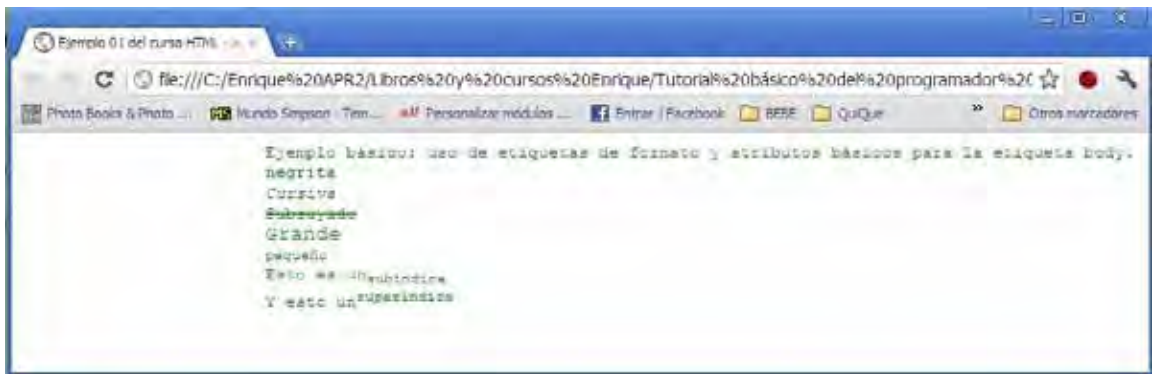 Ejemplo 01 del curso HTML
file:///C:/Enrique%20APR2/Libros%20y%20cursos%20Enrique/Tutorial%20básico%20del%20programador%2
Photo Books & Photo ... Mundo Simpson Tem... Personalizar módulos ... Entrar | Facebook BEBE QuiQue » Otros marcadores
Ejemplo básico: uso de etiquetas de formato y atributos básicos para la etiqueta body.
negrita
Cursiva
Subrayado
Grande
pequeño
Esto es un subíndice
Y esto un superíndice